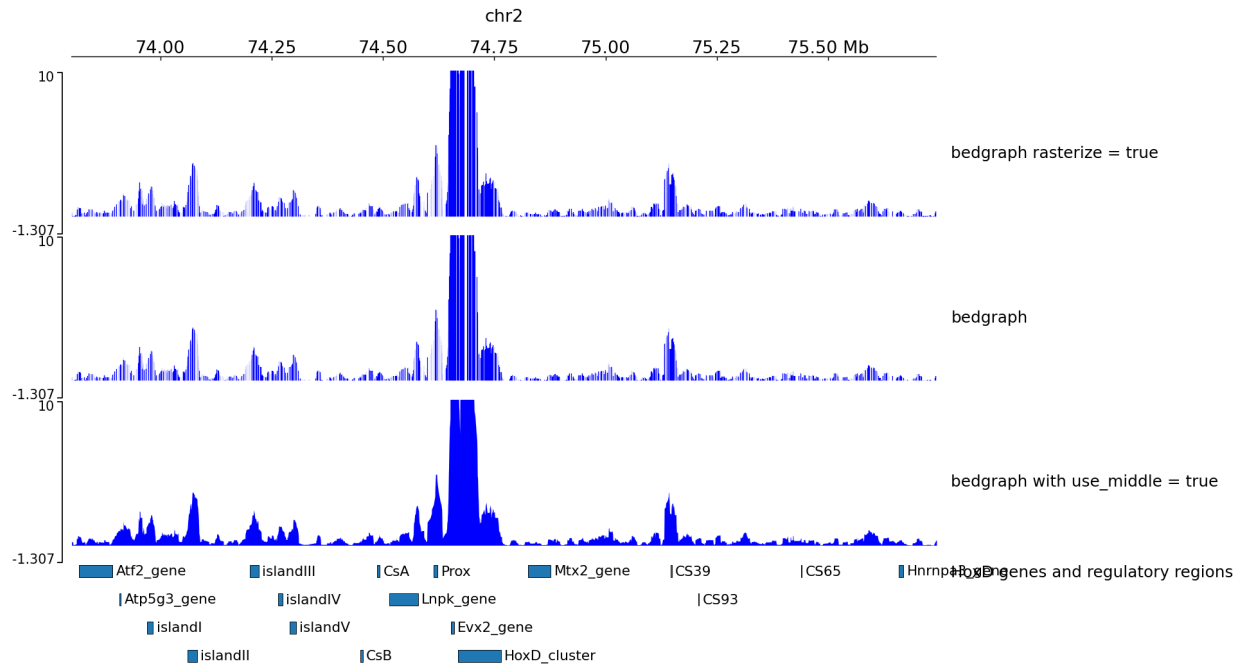 chr2
74.00 74.25 74.50 74.75 75.00 75.25 75.50 Mb
10
bedgraph rasterize = true
-1.307
10
bedgraph
-1.307
10
bedgraph with use_middle = true
-1.307
Atf2_gene islandIII CsA Prox Mtx2_gene CS39 CS65 Hnrnpa3_gene HoxD genes and regulatory regions
Atp5g3_gene islandIV Lnpk_gene CS93
islandI islandV Evx2_gene
islandII CsB HoxD_cluster